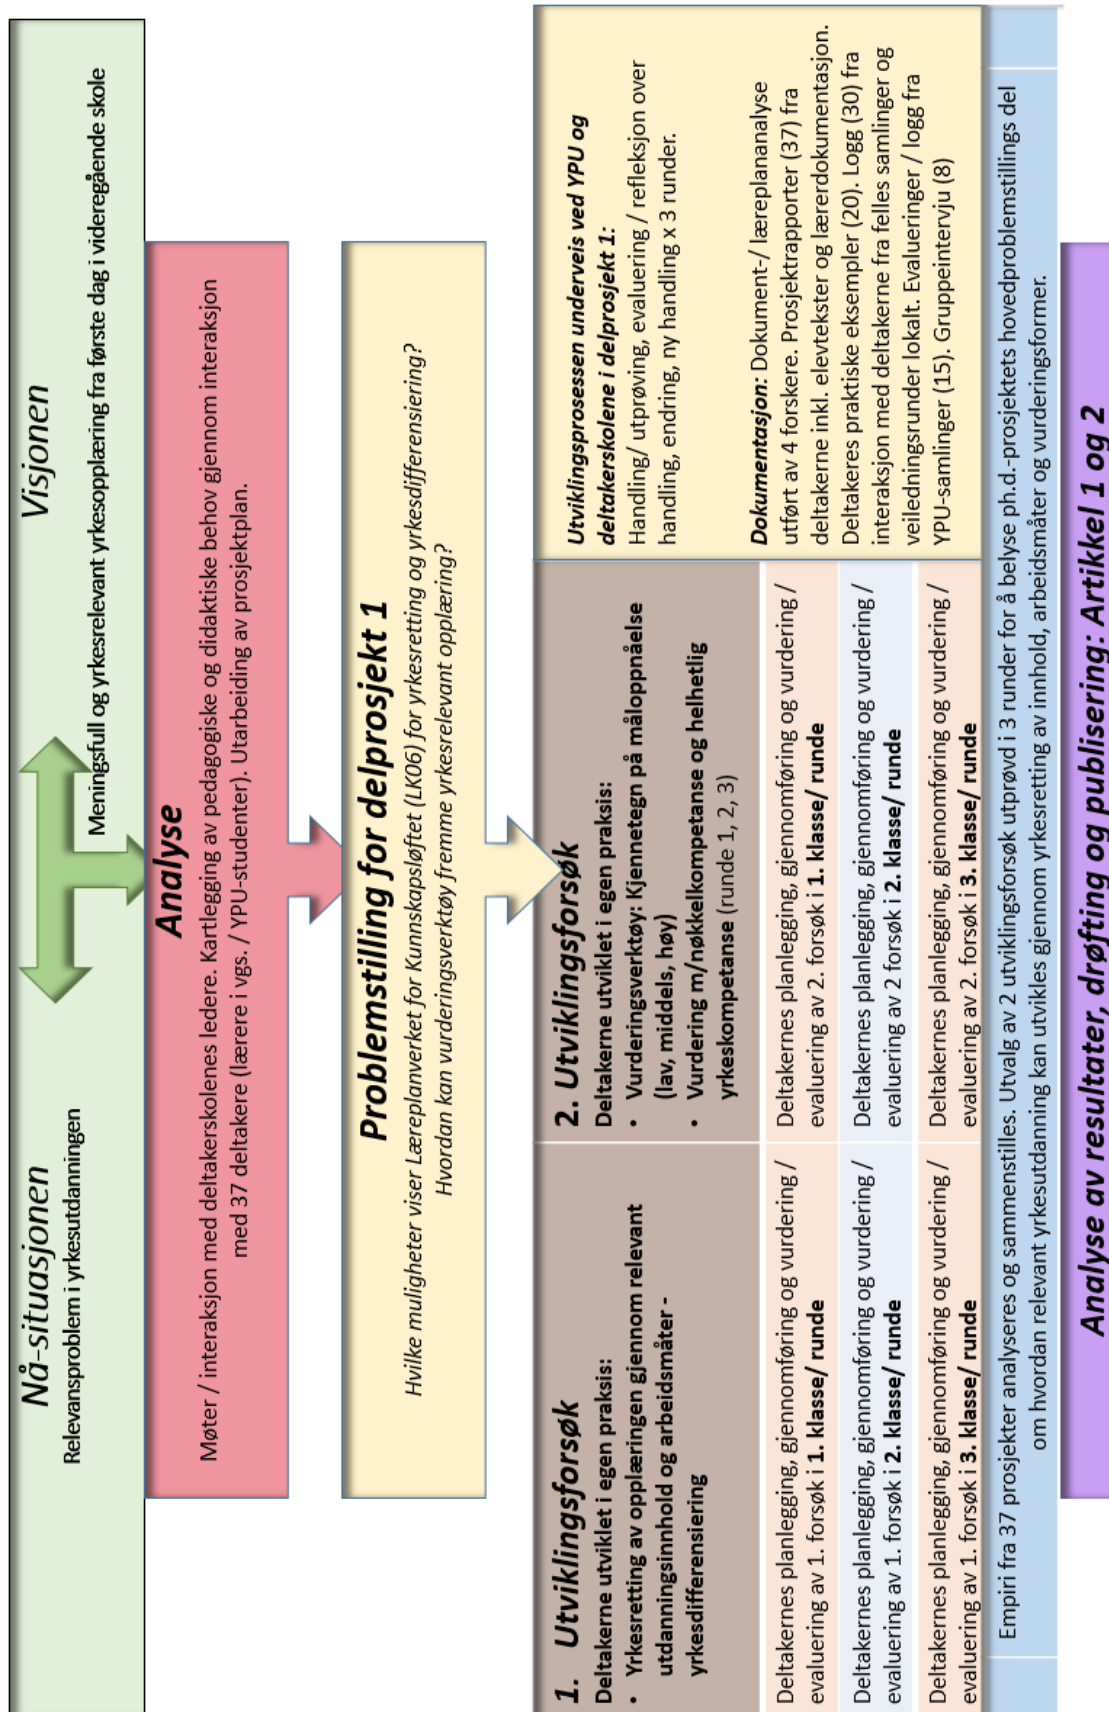 Nå-situasjonen
Relevansproblem i yrkesutdanningen
Visjonen
Meningsfull og yrkesrelevant yrkesopplæring fra første dag i videregående skole
Analyse
Møter / interaksjon med deltakerskolenes ledere. Kartlegging av pedagogiske og didaktiske behov gjennom interaksjon
med 37 deltakere (lærere i vgs. / YPU-studenter). Utarbeiding av prosjektplan.
Problemstilling for delprosjekt 1
Hvilke muligheter viser Læreplanverket for Kunnskapsløftet (LK06) for yrkesretting og yrkesdifferensiering?
Hvordan kan vurderingsverktøy fremme yrkesrelevant opplæring?
1. Utviklingsforsøk
Deltakerne utviklet i egen praksis:
• Yrkesretting av opplæringen gjennom relevant
utdanningsinnhold og arbeidsmåter -
yrkesdifferensiering
Deltakernes planlegging, gjennomføring og vurdering /
evaluering av 1. forsøk i 1. klasse/ runde
Deltakernes planlegging, gjennomføring og vurdering /
evaluering av 1. forsøk i 2. klasse/ runde
Deltakernes planlegging, gjennomføring og vurdering /
evaluering av 1. forsøk i 3. klasse/ runde
2. Utviklingsforsøk
Deltakerne utviklet i egen praksis:
• Vurderingsverktøy: Kjennetegn på måloppnåelse
(lav, middels, høy)
• Vurdering m/nøkkelkompetanse og helhetlig
yrkeskompetanse (runde 1, 2, 3)
Deltakernes planlegging, gjennomføring og vurdering /
evaluering av 2. forsøk i 1. klasse/ runde
Deltakernes planlegging, gjennomføring og vurdering /
evaluering av 2 forsøk i 2. klasse/ runde
Deltakernes planlegging, gjennomføring og vurdering /
evaluering av 2. forsøk i 3. klasse/ runde
Utviklingsprosessen underveis ved YPU og
deltakerskolene i delprosjekt 1:
Handling/ utprøving, evaluering / refleksjon over
handling, endring, ny handling x 3 runder.
Dokumentasjon: Dokument-/ læreplananalyse
utført av 4 forskere. Prosjektrapporter (37) fra
deltakerne inkl. elevtekster og lærerdokumentasjon.
Deltakeres praktiske eksempler (20). Logg (30) fra
interaksjon med deltakerne fra felles samlinger og
veiledningsrunder lokalt. Evalueringer / logg fra
YPU-samlinger (15). Gruppeintervju (8)
Empiri fra 37 prosjekter analyseres og sammenstilles. Utvalg av 2 utviklingsforsøk utprøvd i 3 runder for å belyse ph.d.-prosjektets hovedproblemstillings del
om hvordan relevant yrkesutdanning kan utvikles gjennom yrkesretting av innhold, arbeidsmåter og vurderingsformer.
Analyse av resultater, drøfting og publisering: Artikkel 1 og 2